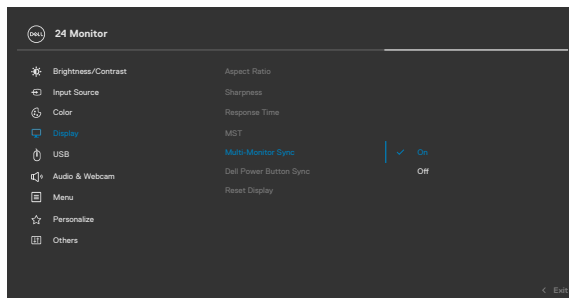 DELL 24 Monitor
Brightness/Contrast Aspect Ratio
Input Source Sharpness
Color Response Time
Display MST
USB Multi-Monitor Sync ✓ On
Audio & Webcam Dell Power Button Sync Off
Menu Reset Display
Personalize
Others
< Exit